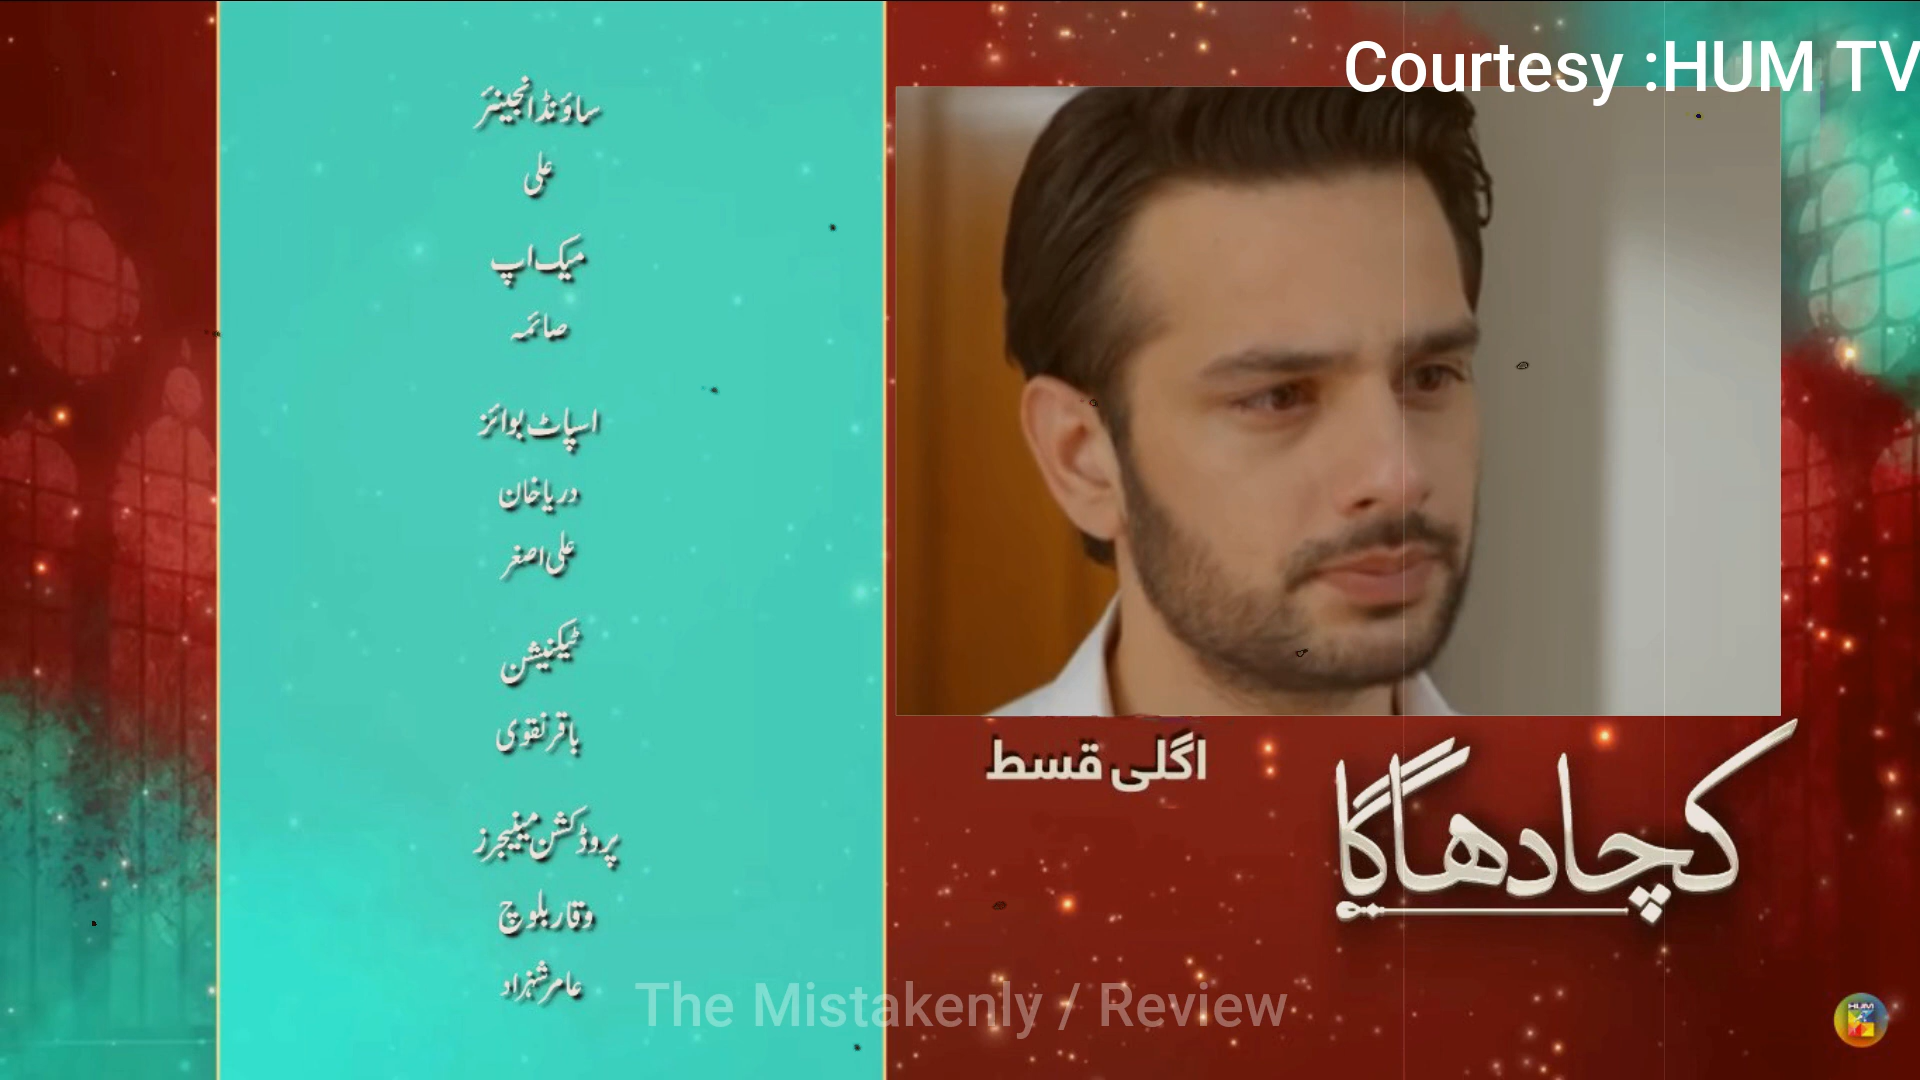 Courtesy :HUM TV
ساؤنڈ انجینئر
علی
میک اپ
صائمہ
اسپاٹ بوائز
دریا خان
علی اصغر
ٹیکنیشن
باقر نقوی
پروڈکشن مینیجرز
وقار بلوچ
عامر شہزاد
اگلی قسط
کچا دھاگا
The Mistakenly / Review
HUM